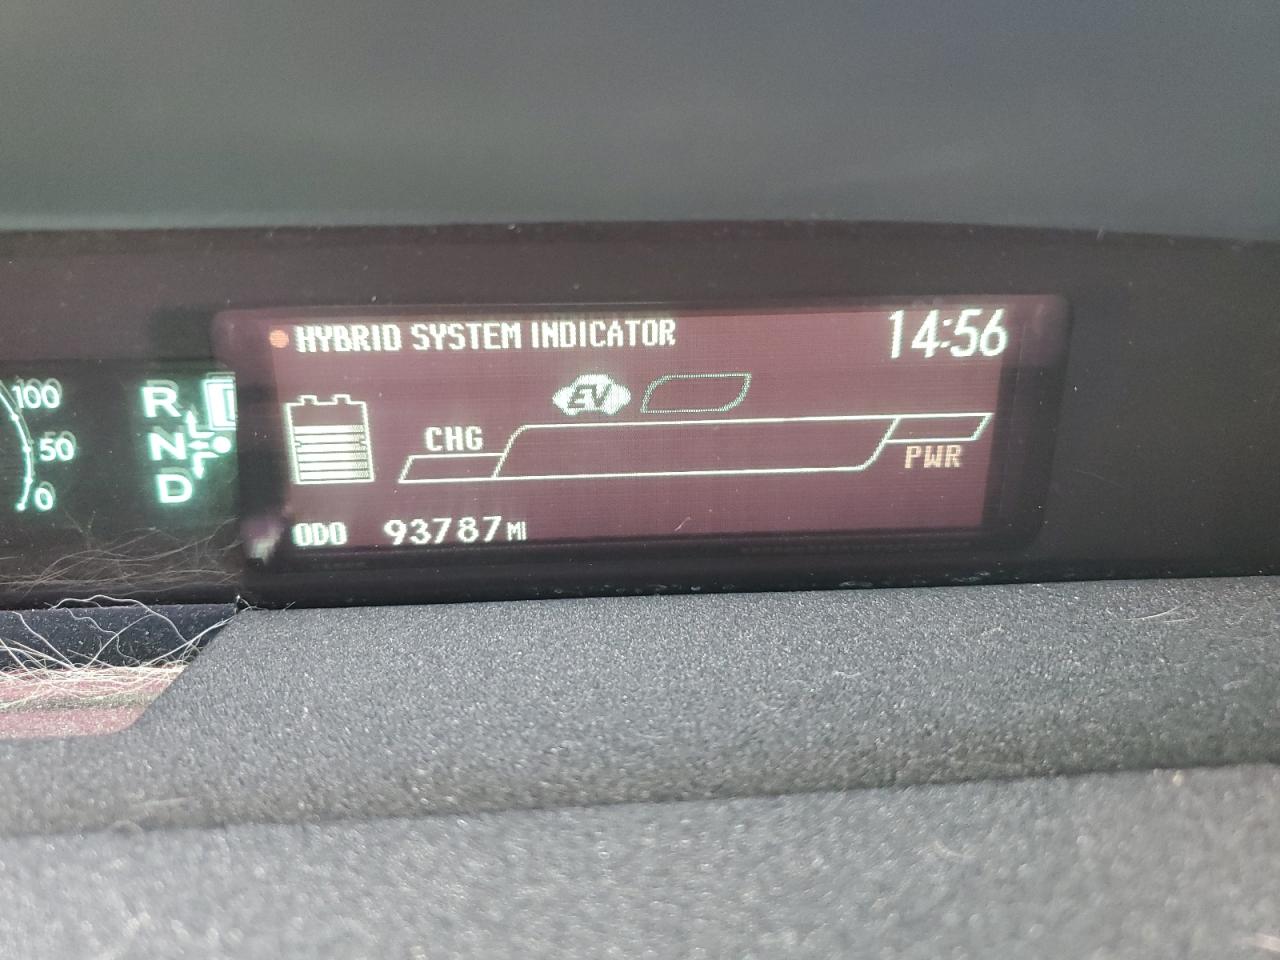 HYBRID SYSTEM INDICATOR
14:56
EV
CHG
PWR
ODO 93787 MI
100
50
0
R
N
D